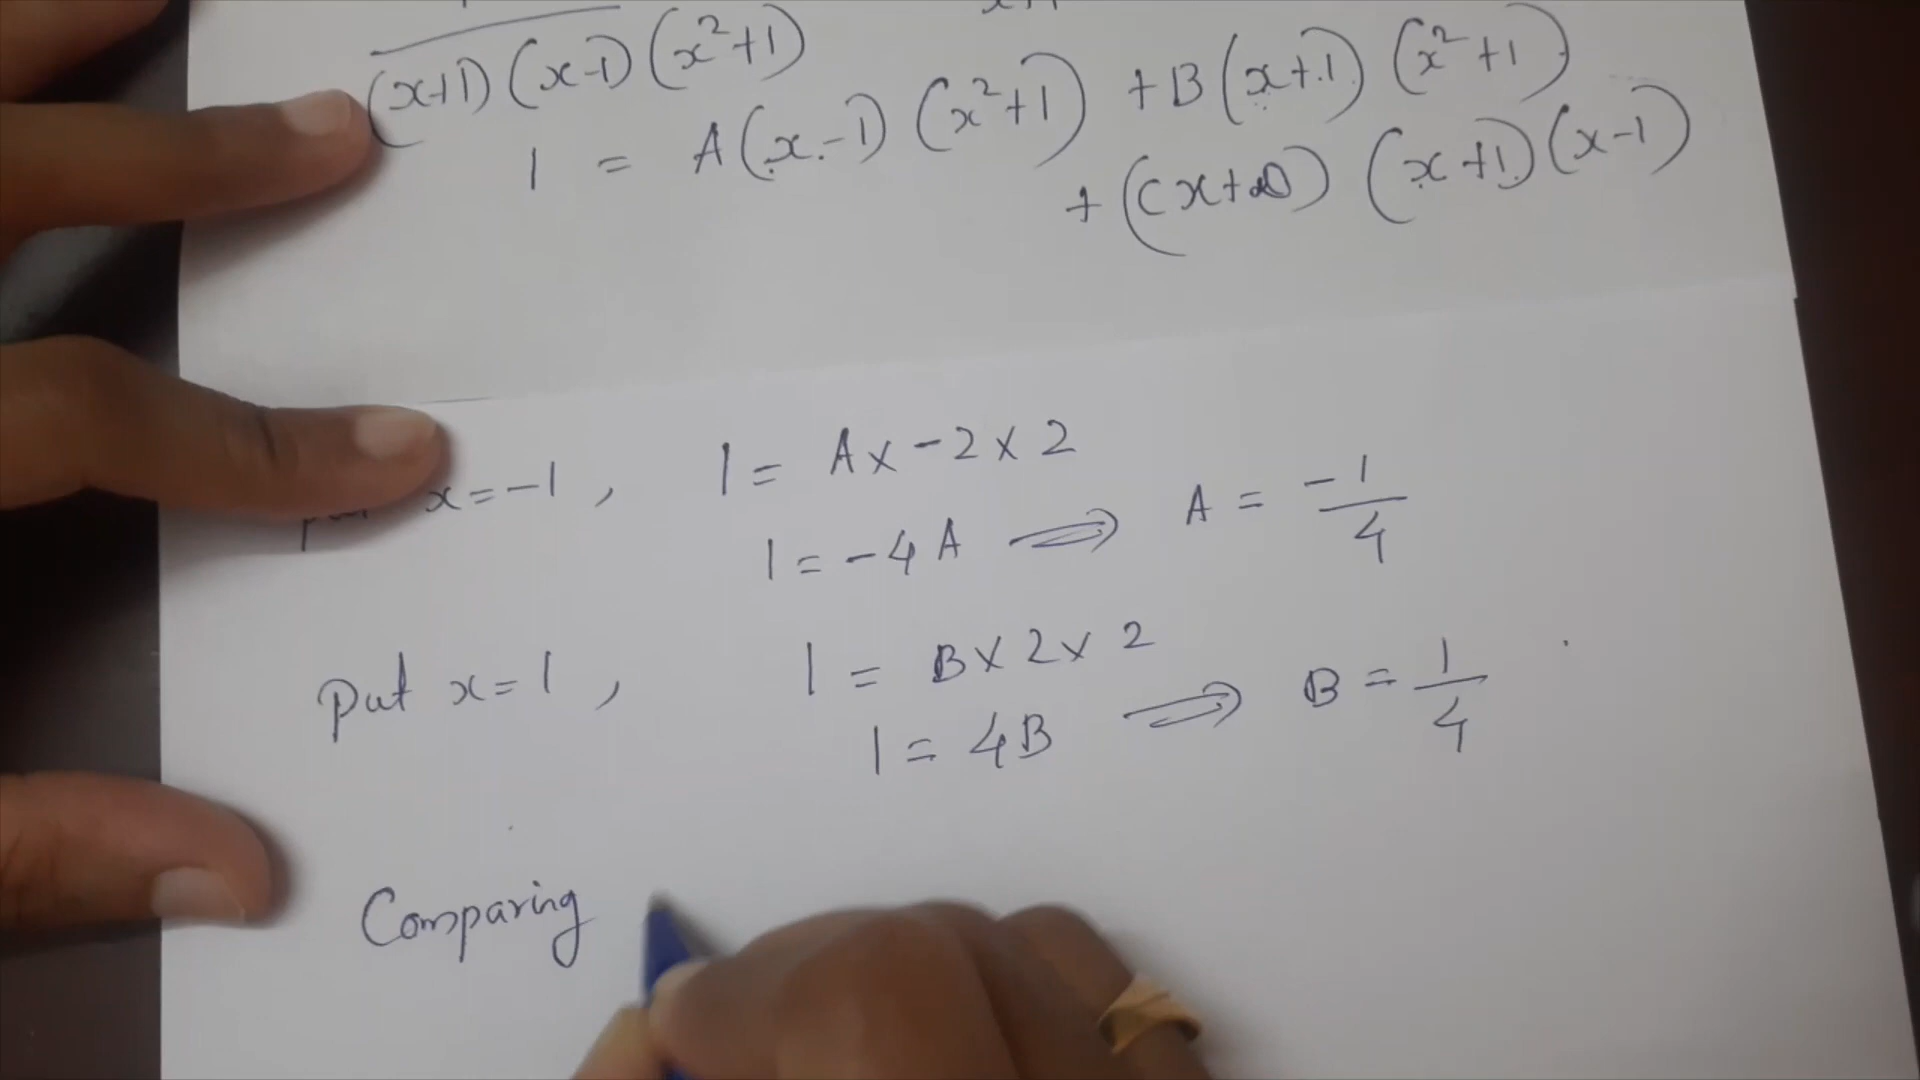 (x+1) (x-1) (x²+1)
1 = A(x-1) (x²+1) + B(x+1) (x²+1)
+ (Cx+D) (x+1) (x-1)
x=-1, 1 = A x -2 x 2
1 = -4A ⟹ A = -1/4
Put x=1, 1 = B x 2 x 2
1 = 4B ⟹ B = 1/4
Comparing